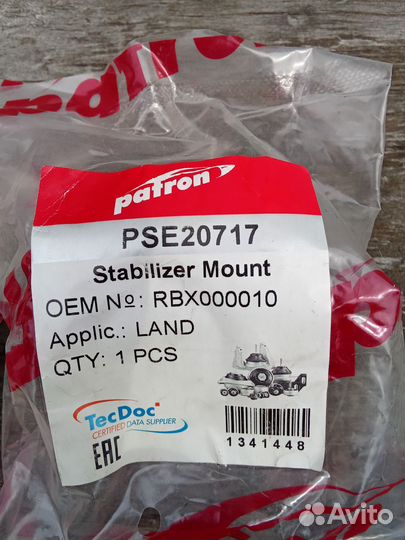 patron
PSE20717
Stabilizer Mount
OEM №: RBX000010
Applic.: LAND
QTY: 1 PCS
TecDoc
CERTIFIED DATA SUPPLIER
EAC
1341448
Avito